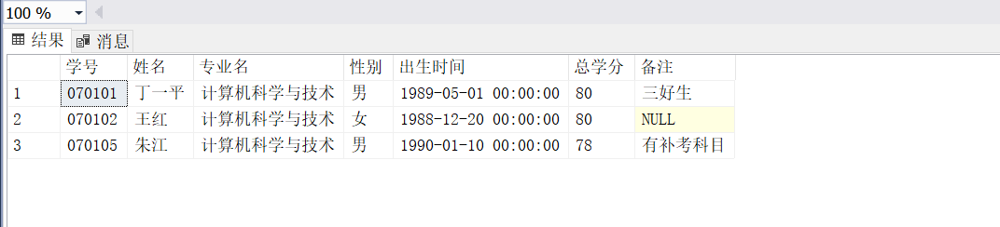 100 %
结果 消息
学号 姓名 专业名 性别 出生时间 总学分 备注
1 070101 丁一平 计算机科学与技术 男 1989-05-01 00:00:00 80 三好生
2 070102 王红 计算机科学与技术 女 1988-12-20 00:00:00 80 NULL
3 070105 朱江 计算机科学与技术 男 1990-01-10 00:00:00 78 有补考科目